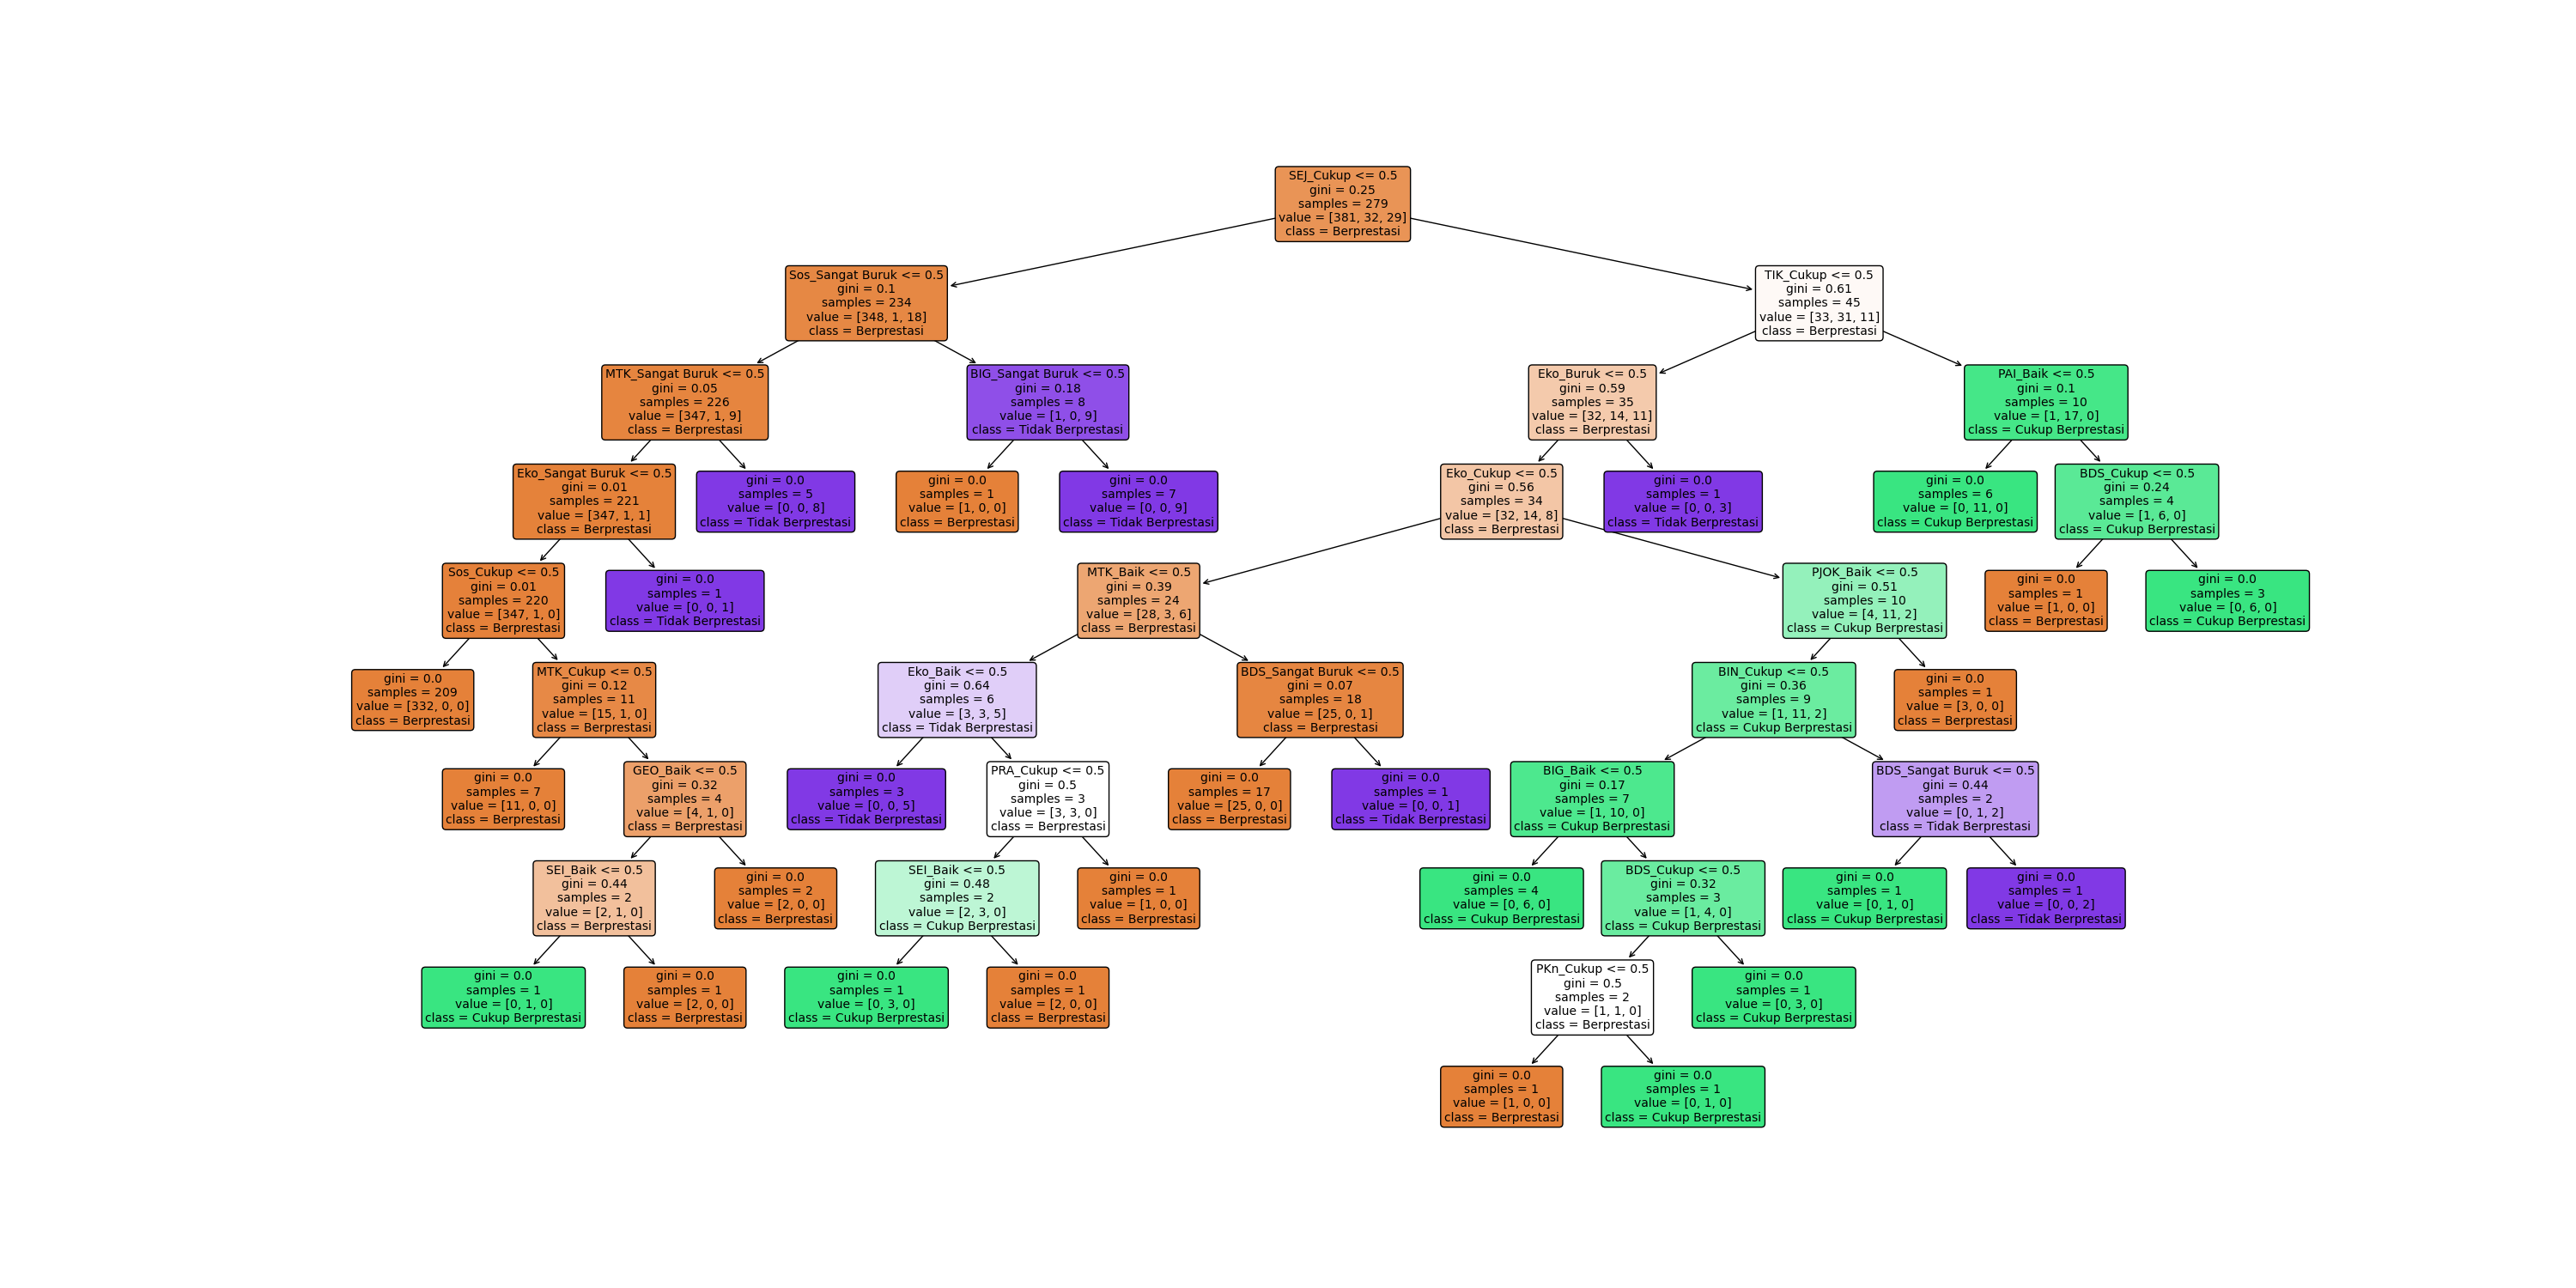 SEJ_Cukup <= 0.5
gini = 0.25
samples = 279
value = [381, 32, 29]
class = Berprestasi
Sos_Sangat Buruk <= 0.5
gini = 0.1
samples = 234
value = [348, 1, 18]
class = Berprestasi
TIK_Cukup <= 0.5
gini = 0.61
samples = 45
value = [33, 31, 11]
class = Berprestasi
MTK_Sangat Buruk <= 0.5
gini = 0.05
samples = 226
value = [347, 1, 9]
class = Berprestasi
BIG_Sangat Buruk <= 0.5
gini = 0.18
samples = 8
value = [1, 0, 9]
class = Tidak Berprestasi
Eko_Buruk <= 0.5
gini = 0.59
samples = 35
value = [32, 14, 11]
class = Berprestasi
PAI_Baik <= 0.5
gini = 0.1
samples = 10
value = [1, 17, 0]
class = Cukup Berprestasi
Eko_Sangat Buruk <= 0.5
gini = 0.01
samples = 221
value = [347, 1, 1]
class = Berprestasi
gini = 0.0
samples = 5
value = [0, 0, 8]
class = Tidak Berprestasi
gini = 0.0
samples = 1
value = [1, 0, 0]
class = Berprestasi
gini = 0.0
samples = 7
value = [0, 0, 9]
class = Tidak Berprestasi
Eko_Cukup <= 0.5
gini = 0.56
samples = 34
value = [32, 14, 8]
class = Berprestasi
gini = 0.0
samples = 1
value = [0, 0, 3]
class = Tidak Berprestasi
gini = 0.0
samples = 6
value = [0, 11, 0]
class = Cukup Berprestasi
BDS_Cukup <= 0.5
gini = 0.24
samples = 4
value = [1, 6, 0]
class = Cukup Berprestasi
Sos_Cukup <= 0.5
gini = 0.01
samples = 220
value = [347, 1, 0]
class = Berprestasi
gini = 0.0
samples = 1
value = [0, 0, 1]
class = Tidak Berprestasi
MTK_Baik <= 0.5
gini = 0.39
samples = 24
value = [28, 3, 6]
class = Berprestasi
PJOK_Baik <= 0.5
gini = 0.51
samples = 10
value = [4, 11, 2]
class = Cukup Berprestasi
gini = 0.0
samples = 1
value = [1, 0, 0]
class = Berprestasi
gini = 0.0
samples = 3
value = [0, 6, 0]
class = Cukup Berprestasi
gini = 0.0
samples = 209
value = [332, 0, 0]
class = Berprestasi
MTK_Cukup <= 0.5
gini = 0.12
samples = 11
value = [15, 1, 0]
class = Berprestasi
Eko_Baik <= 0.5
gini = 0.64
samples = 6
value = [3, 3, 5]
class = Tidak Berprestasi
BDS_Sangat Buruk <= 0.5
gini = 0.07
samples = 18
value = [25, 0, 1]
class = Berprestasi
BIN_Cukup <= 0.5
gini = 0.36
samples = 9
value = [1, 11, 2]
class = Cukup Berprestasi
gini = 0.0
samples = 1
value = [3, 0, 0]
class = Berprestasi
gini = 0.0
samples = 7
value = [11, 0, 0]
class = Berprestasi
GEO_Baik <= 0.5
gini = 0.32
samples = 4
value = [4, 1, 0]
class = Berprestasi
gini = 0.0
samples = 3
value = [0, 0, 5]
class = Tidak Berprestasi
PRA_Cukup <= 0.5
gini = 0.5
samples = 3
value = [3, 3, 0]
class = Berprestasi
gini = 0.0
samples = 17
value = [25, 0, 0]
class = Berprestasi
gini = 0.0
samples = 1
value = [0, 0, 1]
class = Tidak Berprestasi
BIG_Baik <= 0.5
gini = 0.17
samples = 7
value = [1, 10, 0]
class = Cukup Berprestasi
BDS_Sangat Buruk <= 0.5
gini = 0.44
samples = 2
value = [0, 1, 2]
class = Tidak Berprestasi
SEI_Baik <= 0.5
gini = 0.44
samples = 2
value = [2, 1, 0]
class = Berprestasi
gini = 0.0
samples = 2
value = [2, 0, 0]
class = Berprestasi
SEI_Baik <= 0.5
gini = 0.48
samples = 2
value = [2, 3, 0]
class = Cukup Berprestasi
gini = 0.0
samples = 1
value = [1, 0, 0]
class = Berprestasi
gini = 0.0
samples = 4
value = [0, 6, 0]
class = Cukup Berprestasi
BDS_Cukup <= 0.5
gini = 0.32
samples = 3
value = [1, 4, 0]
class = Cukup Berprestasi
gini = 0.0
samples = 1
value = [0, 1, 0]
class = Cukup Berprestasi
gini = 0.0
samples = 1
value = [0, 0, 2]
class = Tidak Berprestasi
gini = 0.0
samples = 1
value = [0, 1, 0]
class = Cukup Berprestasi
gini = 0.0
samples = 1
value = [2, 0, 0]
class = Berprestasi
gini = 0.0
samples = 1
value = [0, 3, 0]
class = Cukup Berprestasi
gini = 0.0
samples = 1
value = [2, 0, 0]
class = Berprestasi
PKn_Cukup <= 0.5
gini = 0.5
samples = 2
value = [1, 1, 0]
class = Berprestasi
gini = 0.0
samples = 1
value = [0, 3, 0]
class = Cukup Berprestasi
gini = 0.0
samples = 1
value = [1, 0, 0]
class = Berprestasi
gini = 0.0
samples = 1
value = [0, 1, 0]
class = Cukup Berprestasi